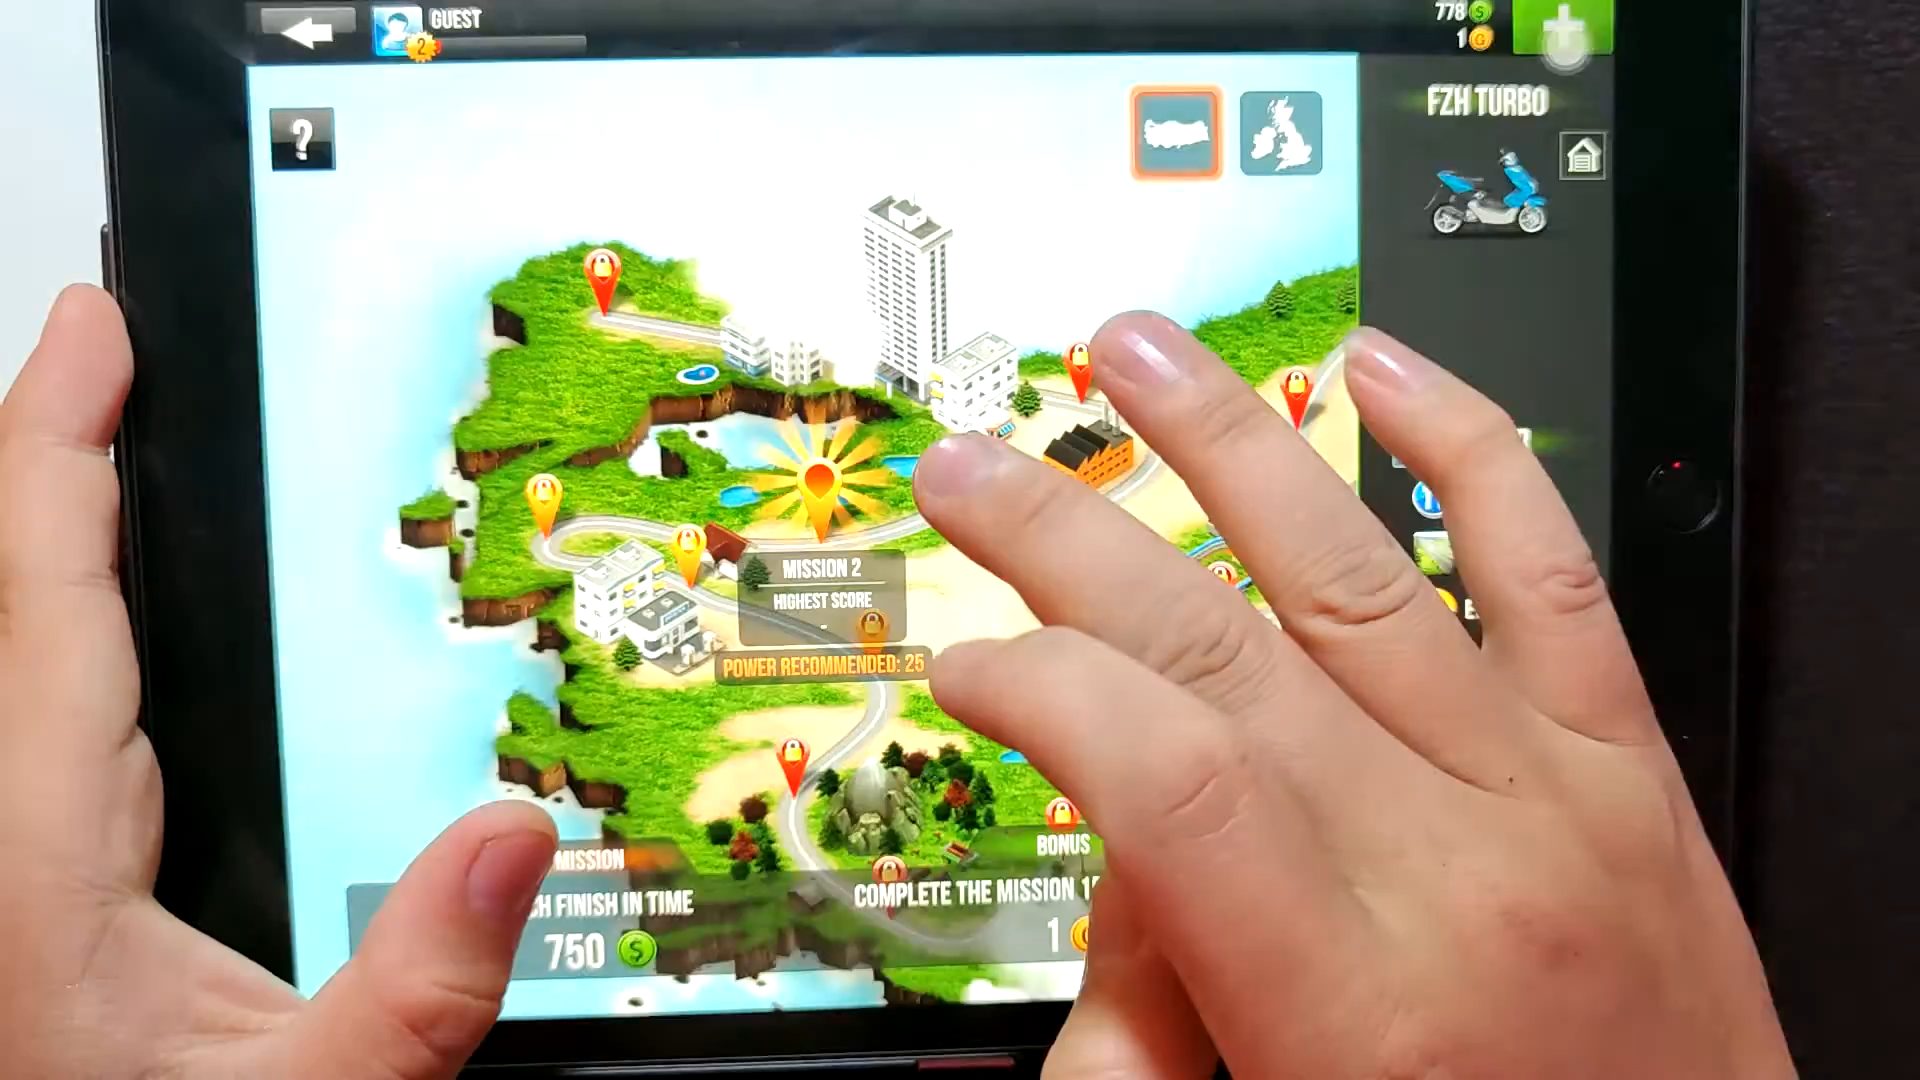 GUEST
2
778
1
?
FZH TURBO
MISSION 2
HIGHEST SCORE
-
POWER RECOMMENDED: 25
MISSION
BONUS
FINISH IN TIME
COMPLETE THE MISSION
750
1